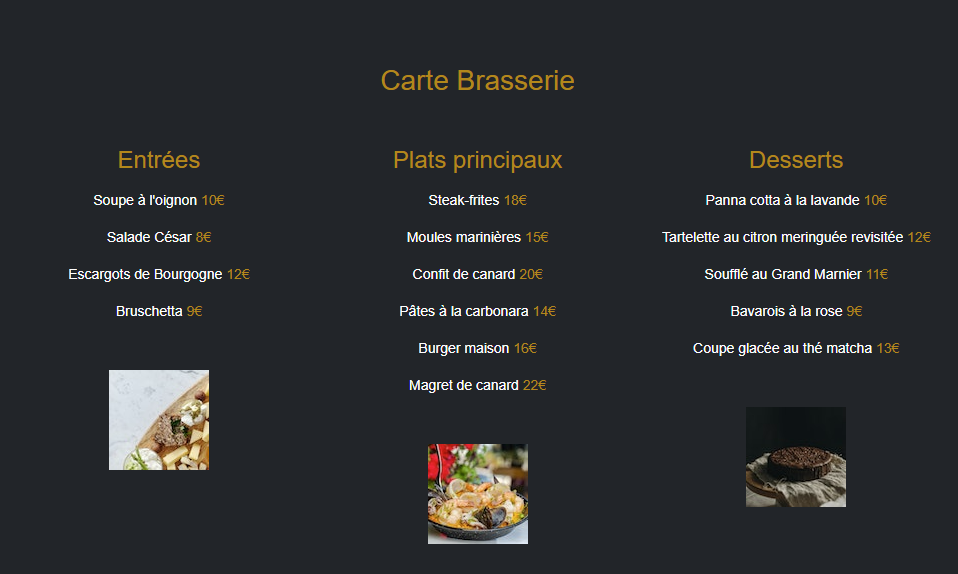 Carte Brasserie
Entrées
Soupe à l'oignon 10€
Salade César 8€
Escargots de Bourgogne 12€
Bruschetta 9€
Plats principaux
Steak-frites 18€
Moules marinières 15€
Confit de canard 20€
Pâtes à la carbonara 14€
Burger maison 16€
Magret de canard 22€
Desserts
Panna cotta à la lavande 10€
Tartelette au citron meringuée revisitée 12€
Soufflé au Grand Marnier 11€
Bavarois à la rose 9€
Coupe glacée au thé matcha 13€